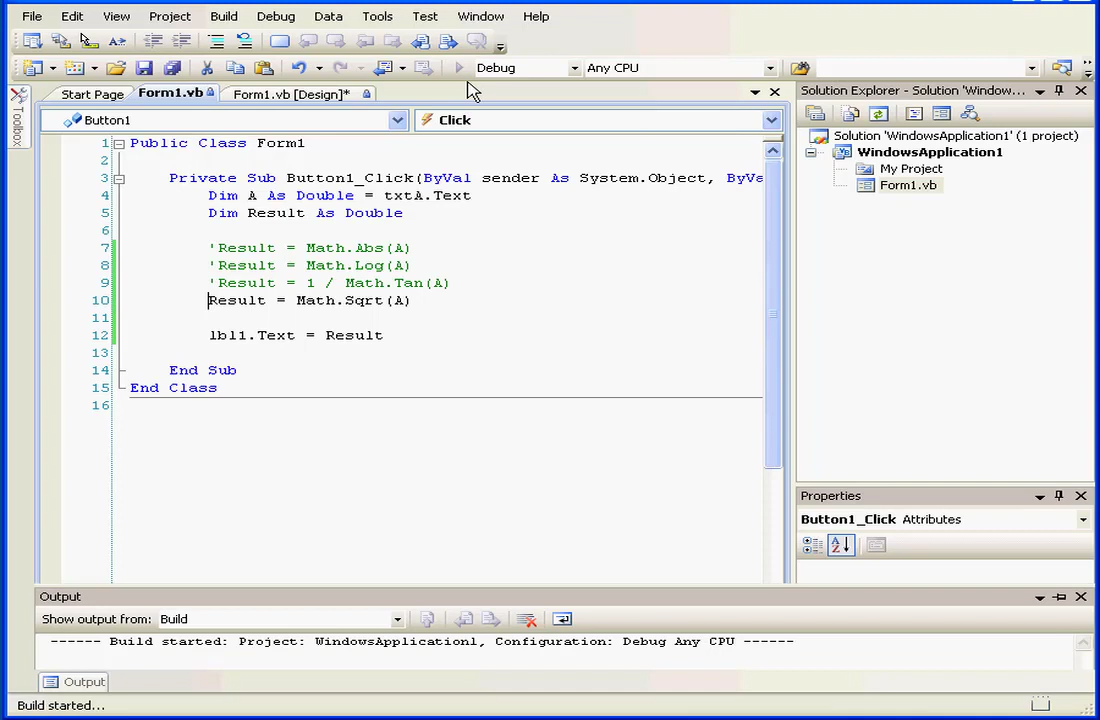 File Edit View Project Build Debug Data Tools Test Window Help
Debug Any CPU
Toolbox
Start Page Form1.vb Form1.vb [Design]*
Button1 Click
1 Public Class Form1
2
3 Private Sub Button1_Click(ByVal sender As System.Object, ByVa
4 Dim A As Double = txtA.Text
5 Dim Result As Double
6
7 'Result = Math.Abs(A)
8 'Result = Math.Log(A)
9 'Result = 1 / Math.Tan(A)
10 Result = Math.Sqrt(A)
11
12 lbl1.Text = Result
13
14 End Sub
15 End Class
16
Solution Explorer - Solution 'Window...
Solution 'WindowsApplication1' (1 project)
WindowsApplication1
My Project
Form1.vb
Properties
Button1_Click Attributes
Output
Show output from: Build
------ Build started: Project: WindowsApplication1, Configuration: Debug Any CPU ------
Output
Build started...